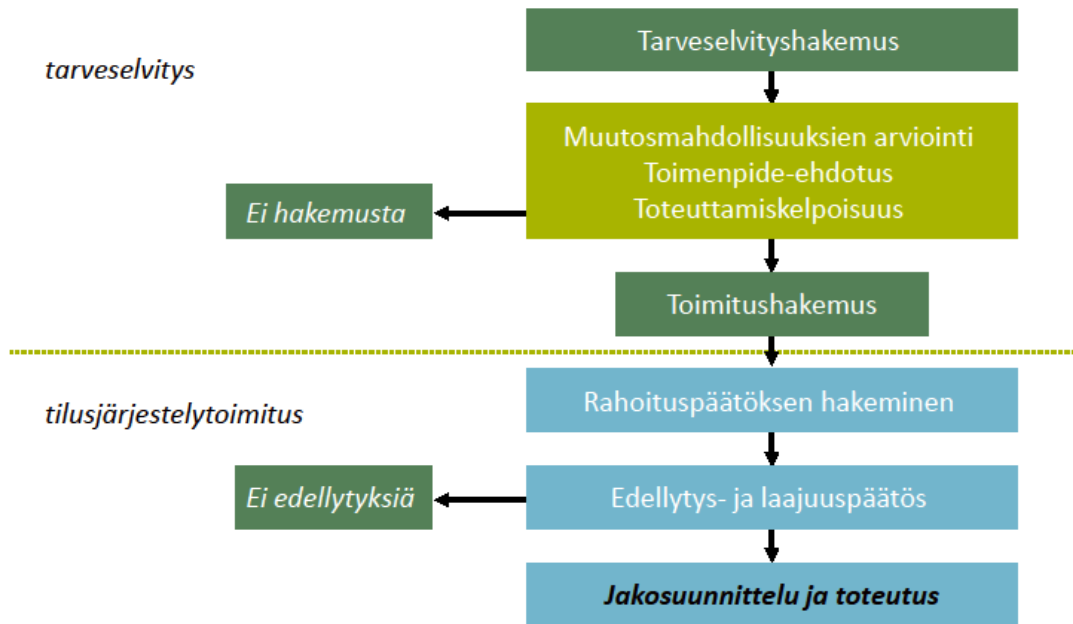 Tarveselvityshakemus
tarveselvitys
Muutosmahdollisuuksien arviointi
Toimenpide-ehdotus
Toteuttamiskelpoisuus
Ei hakemusta
Toimitushakemus
Rahoituspäätöksen hakeminen
tilusjärjestelytoimitus
Edellytys- ja laajuuspäätös
Ei edellytyksiä
Jakosuunnittelu ja toteutus